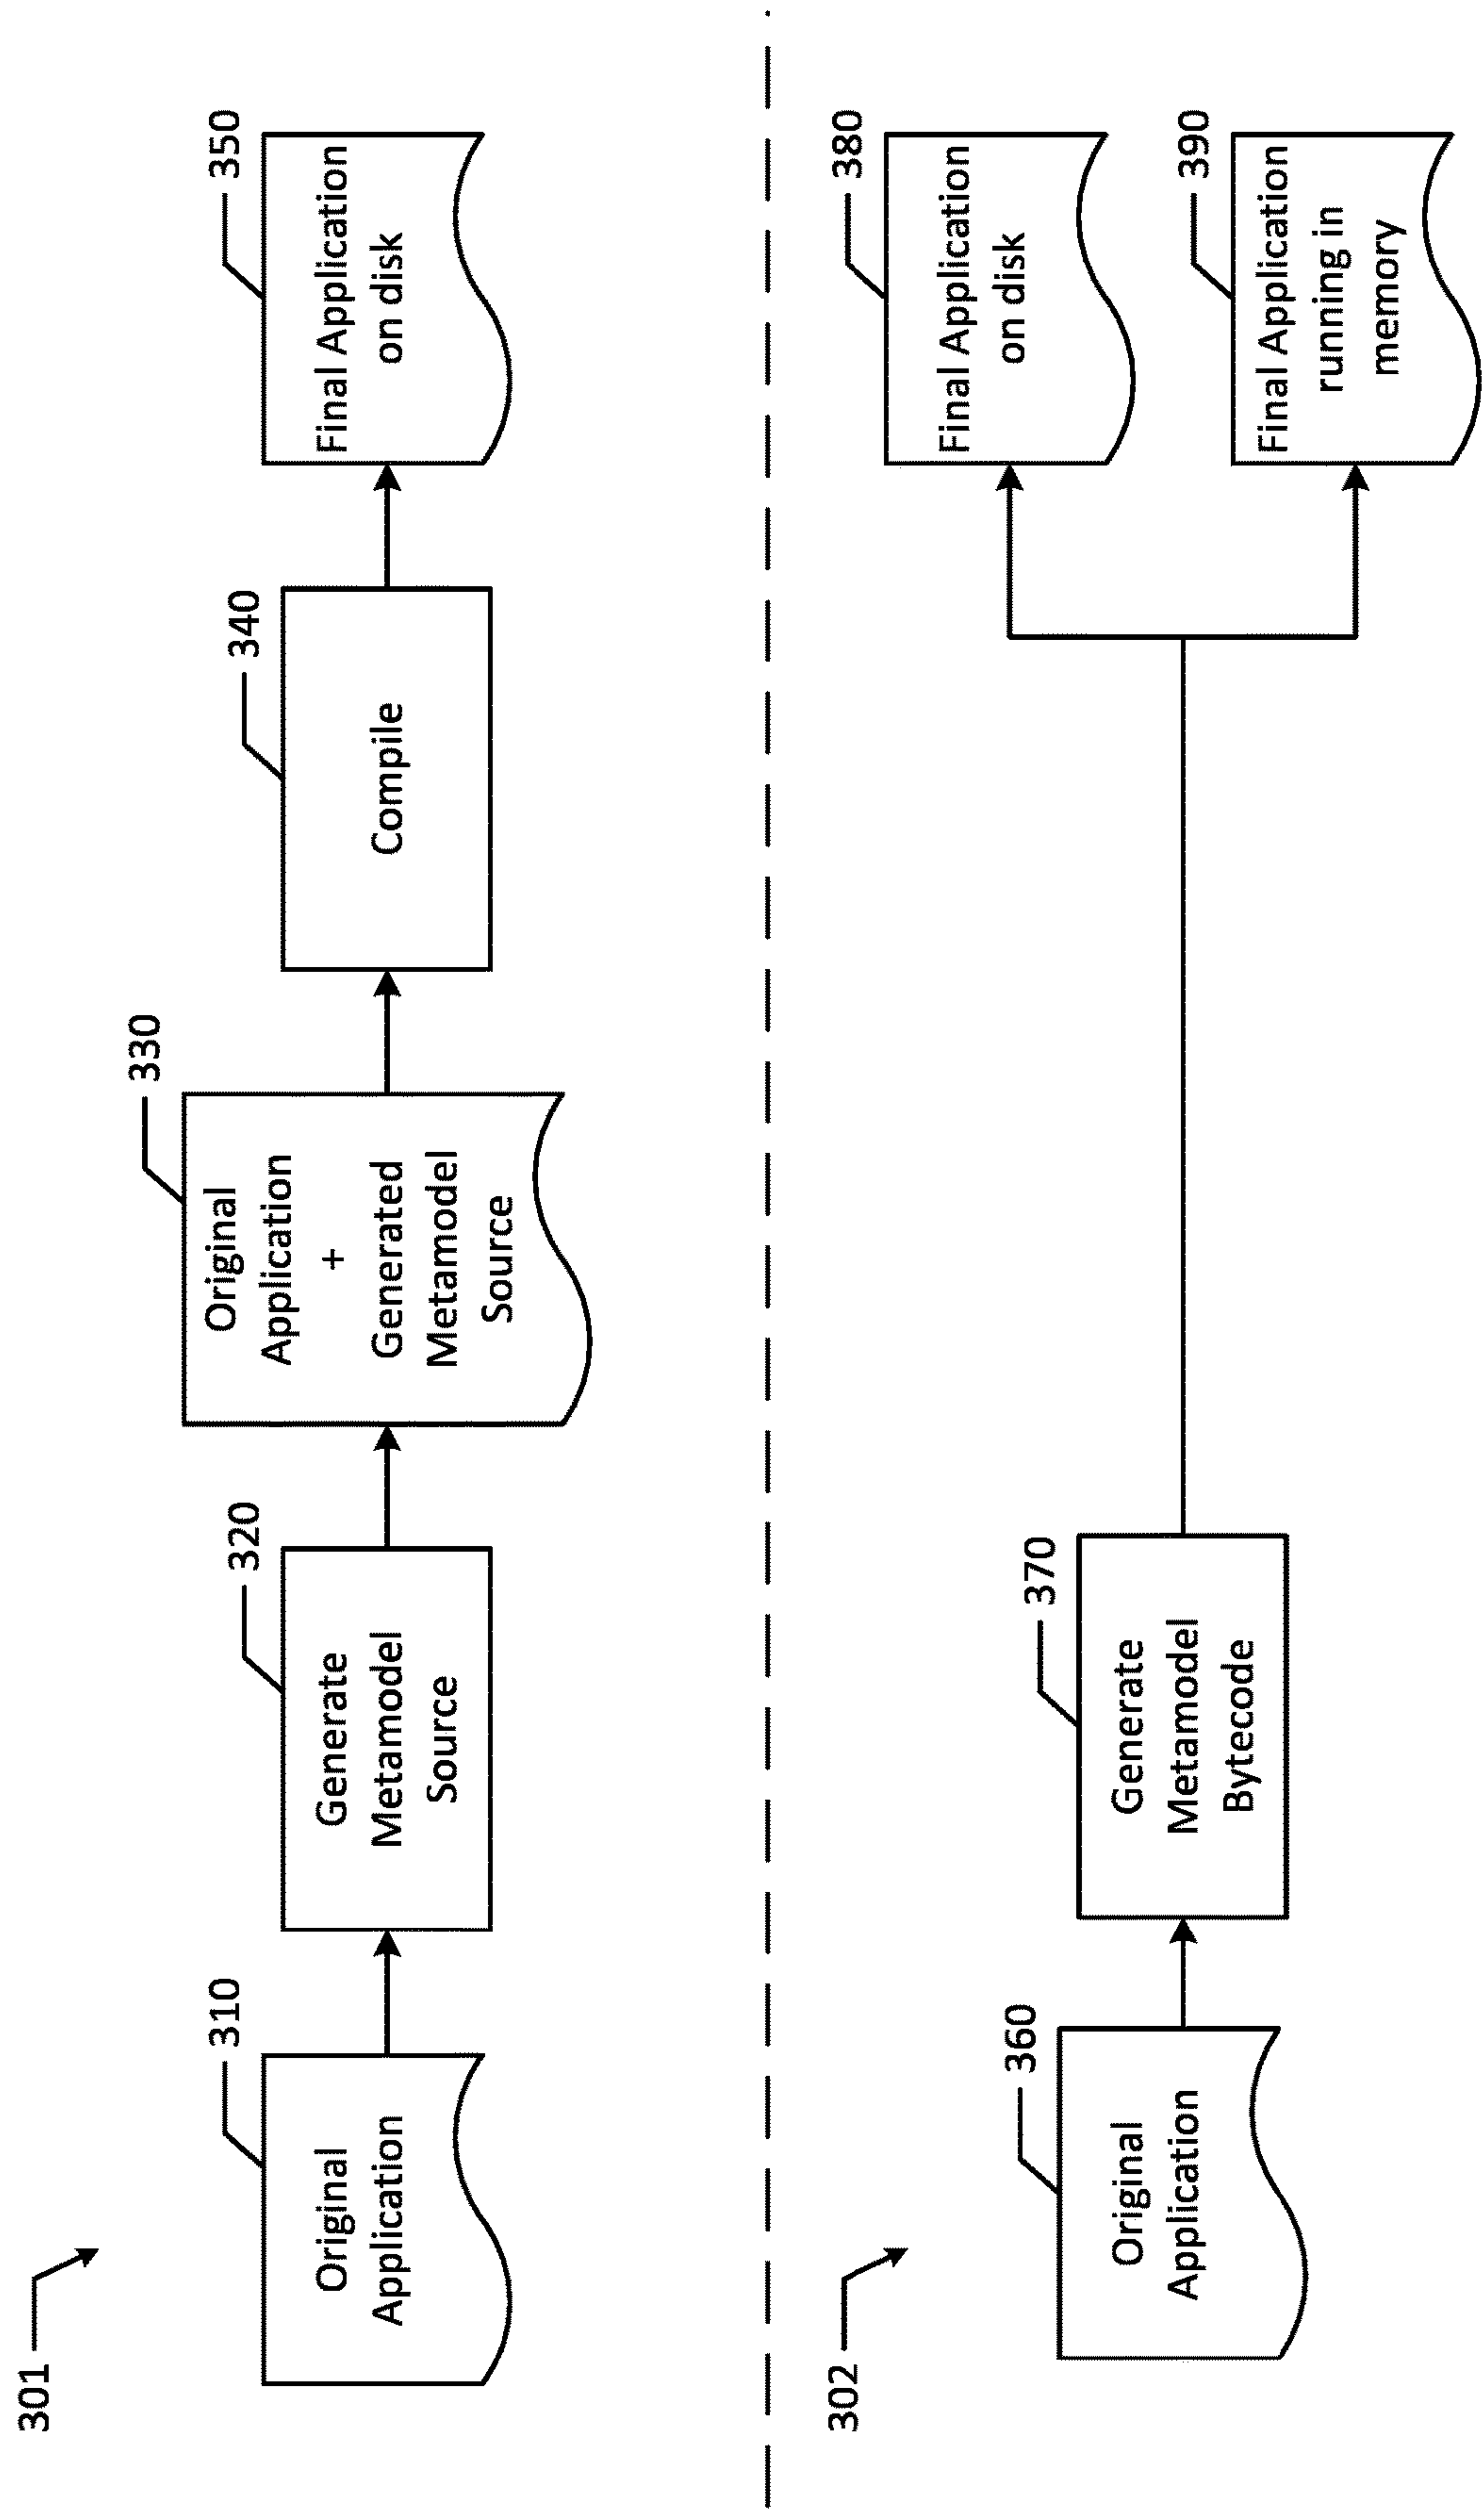 301
310
Original
Application
320
Generate
Metamodel
Source
330
Original
Application
+
Generated
Metamodel
Source
340
Compile
350
Final Application
on disk
302
360
Original
Application
370
Generate
Metamodel
Bytecode
380
Final Application
on disk
390
Final Application
running in
memory